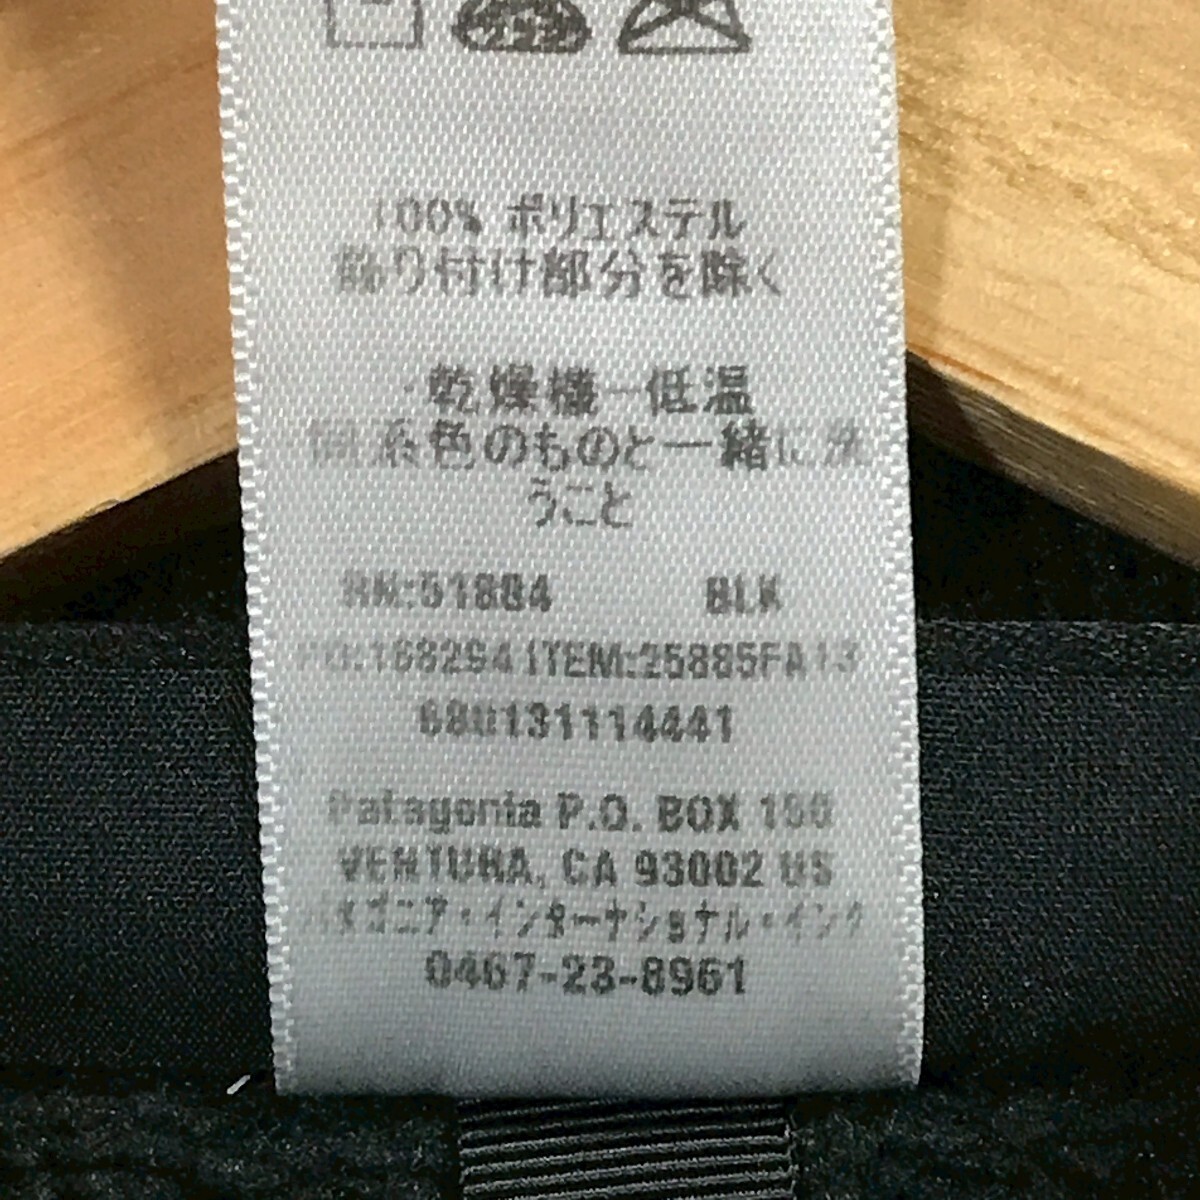 100% ポリエステル
飾り付け部分を除く
乾燥機ー低温
同系色のものと一緒に洗
うこと
RN:51884 BLK
PO:168294 ITEM:25885FA13
680131114441
Patagonia P.O. BOX 150
VENTURA, CA 93002 US
パタゴニア・インターナショナル・インク
0467-23-8961